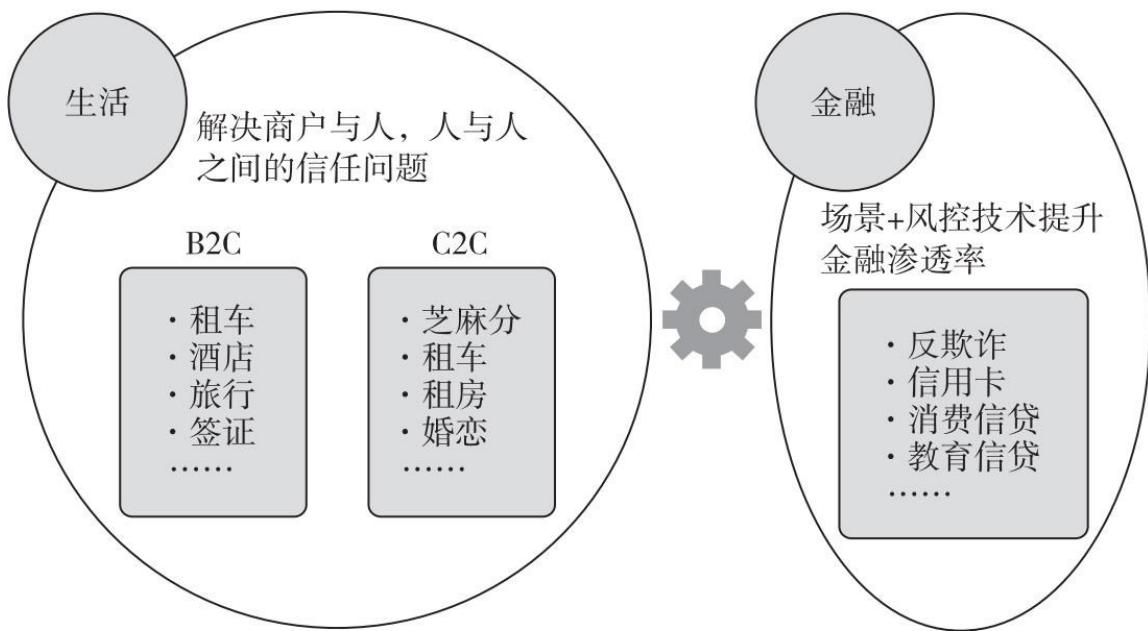 生活
解决商户与人，人与人
之间的信任问题
B2C
·租车
·酒店
·旅行
·签证
……
C2C
·芝麻分
·租车
·租房
·婚恋
……
金融
场景+风控技术提升
金融渗透率
·反欺诈
·信用卡
·消费信贷
·教育信贷
……